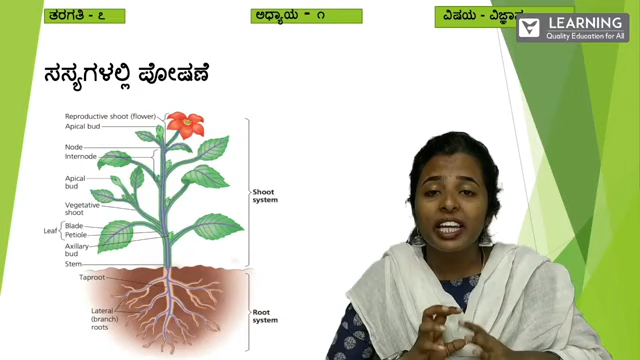 ತರಗತಿ - ೭
ಅಧ್ಯಾಯ - ೧
ವಿಷಯ - ವಿಜ್ಞಾನ
LEARNING
Quality Education for All
ಸಸ್ಯಗಳಲ್ಲಿ ಪೋಷಣೆ
Reproductive shoot (flower)
Apical bud
Node
Internode
Apical
bud
Vegetative
shoot
Leaf
Blade
Petiole
Axillary
bud
Stem
Taproot
Lateral
(branch)
roots
Shoot
system
Root
system